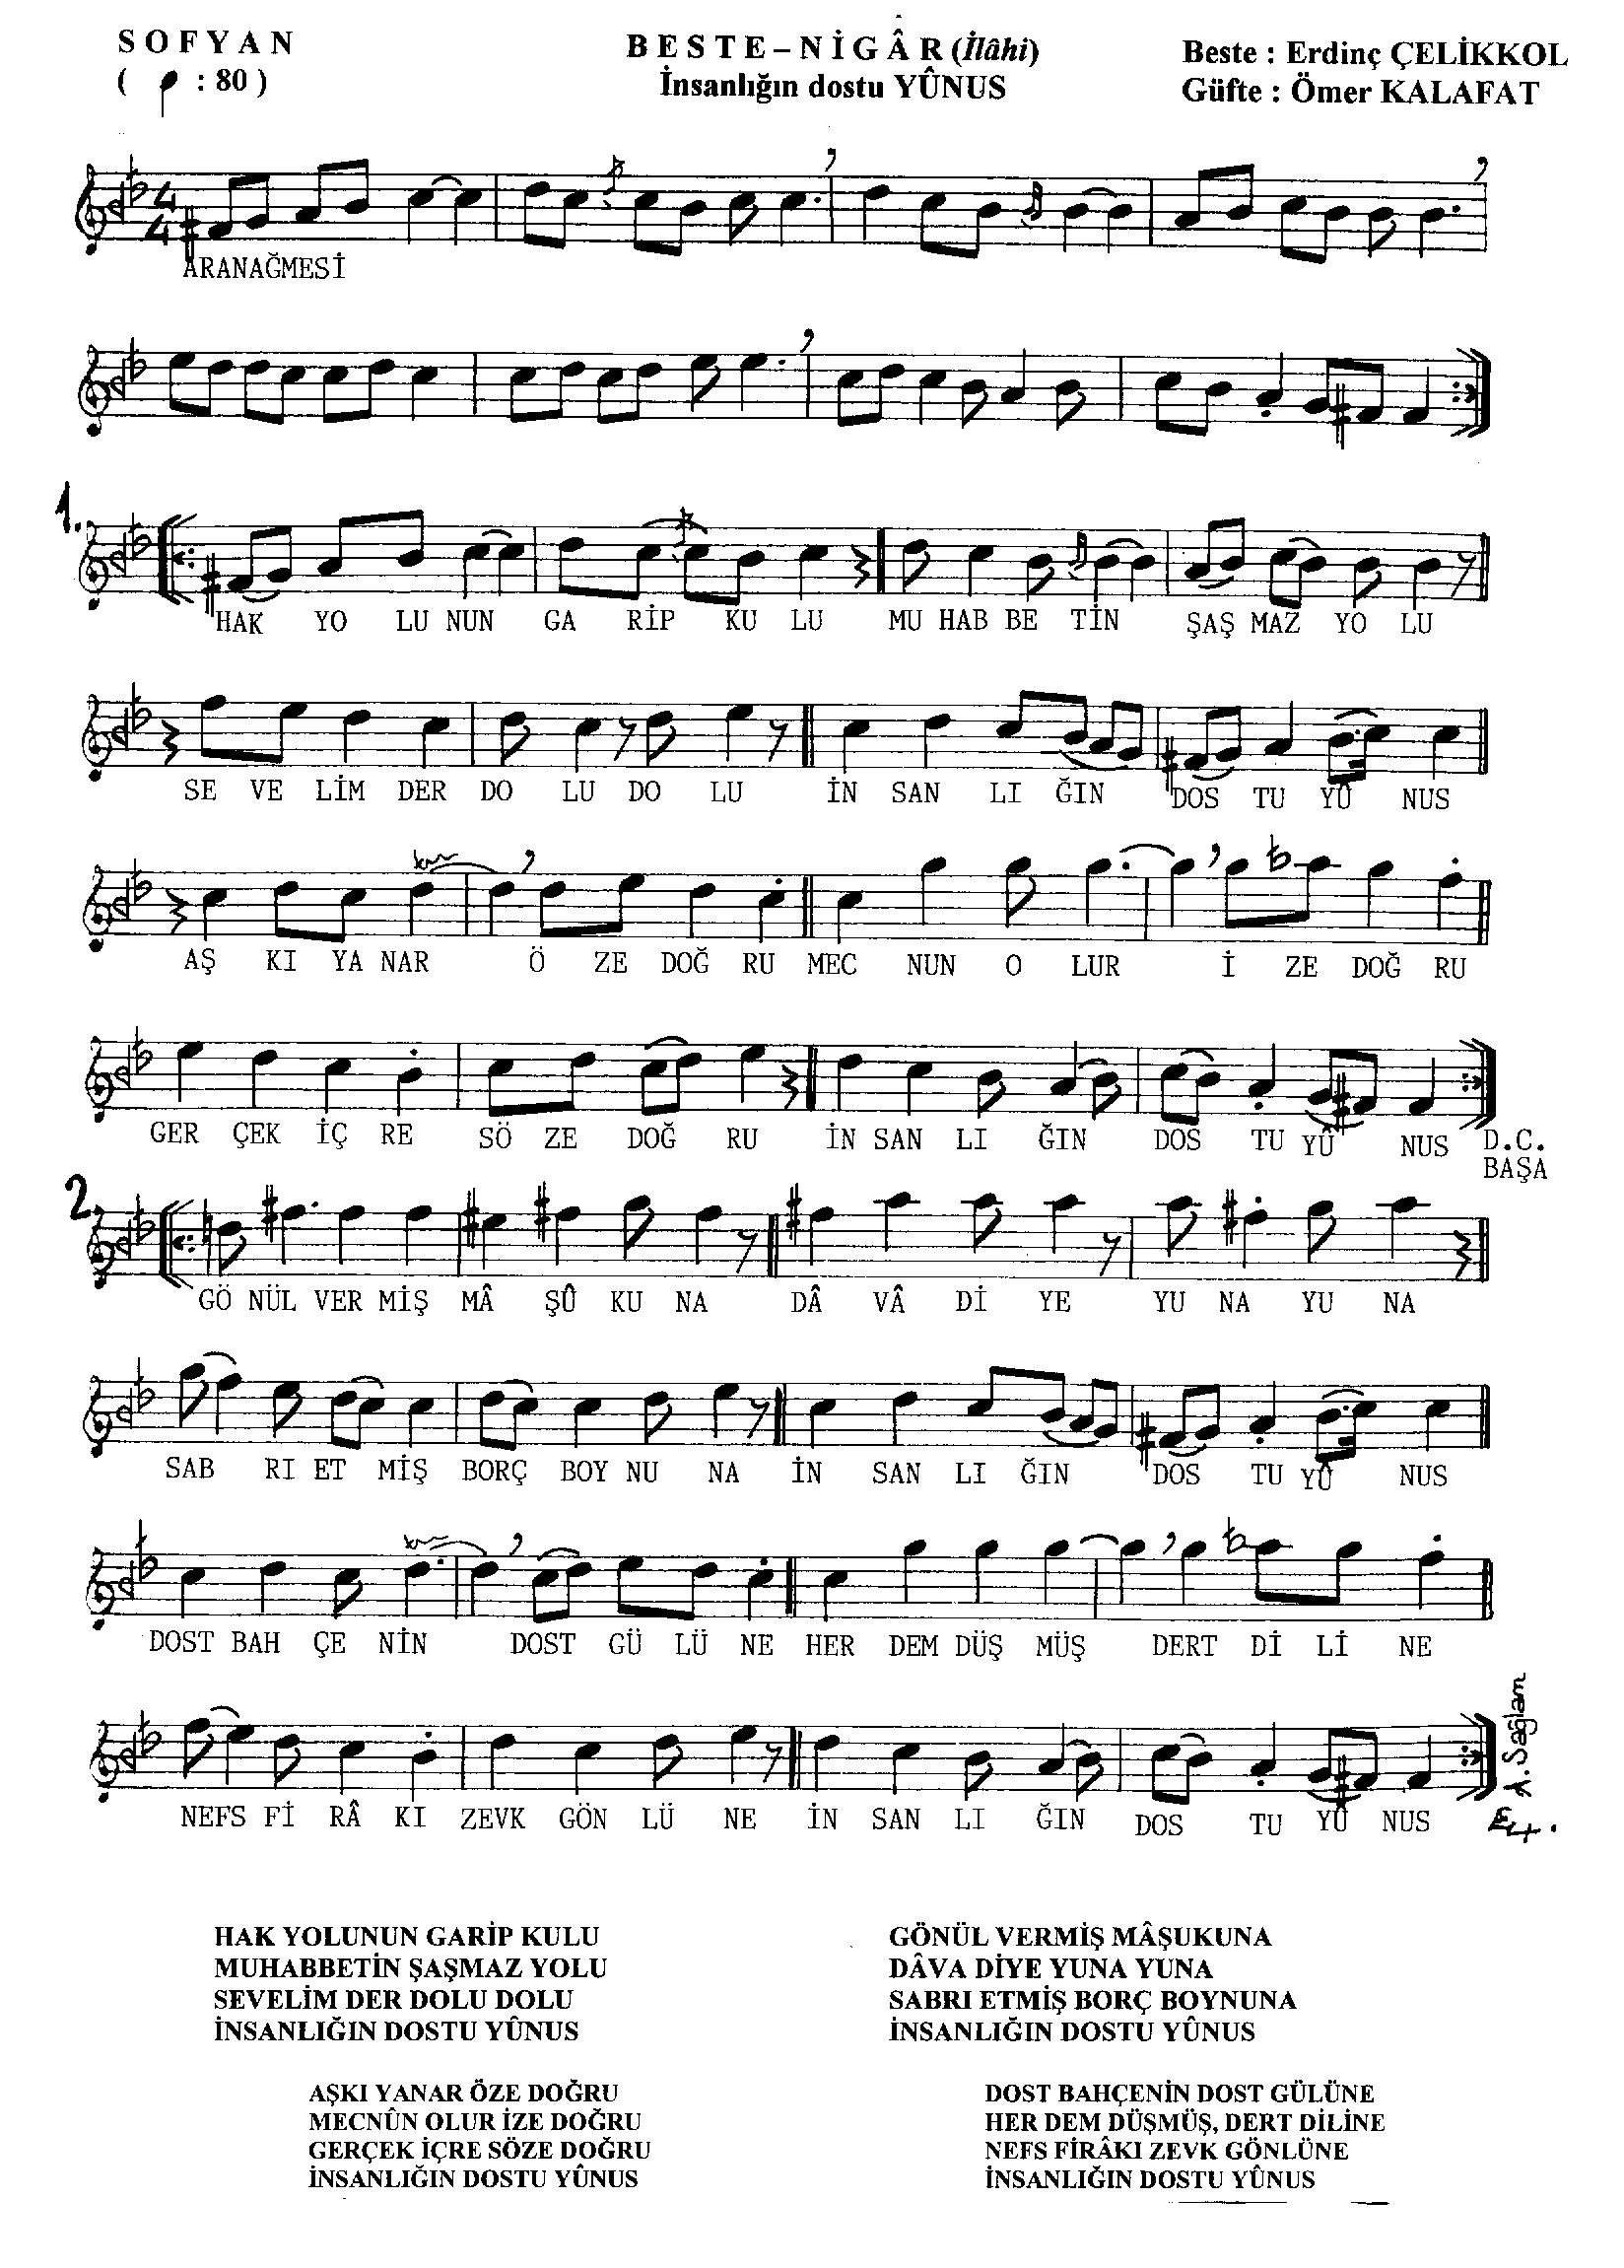 SOFYAN
( : 80 )
BESTE–NİGÂR (İlâhi)
İnsanlığın dostu YÛNUS
Beste : Erdinç ÇELİKKOL
Güfte : Ömer KALAFAT
4
4
ARANAĞMESİ
1.
HAK YO LU NUN GA RİP KU LU MU HAB BE TİN ŞAŞ MAZ YO LU
SE VE LİM DER DO LU DO LU İN SAN LI ĞIN DOS TU YÛ NUS
AŞ KI YA NAR Ö ZE DOĞ RU MEC NUN O LUR İ ZE DOĞ RU
GER ÇEK İÇ RE SÖ ZE DOĞ RU İN SAN LI ĞIN DOS TU YÛ NUS D.C.
BAŞA
2.
GÖ NÜL VER MİŞ MÂ ŞÛ KU NA DÂ VÂ Dİ YE YU NA YU NA
SAB RI ET MİŞ BORÇ BOY NU NA İN SAN LI ĞIN DOS TU YÛ NUS
DOST BAH ÇE NİN DOST GÜ LÜ NE HER DEM DÜŞ MÜŞ DERT Dİ Lİ NE
NEFS Fİ RÂ KI ZEVK GÖN LÜ NE İN SAN LI ĞIN DOS TU YÛ NUS
A. Sağlam
HAK YOLUNUN GARİP KULU
MUHABBETİN ŞAŞMAZ YOLU
SEVELİM DER DOLU DOLU
İNSANLIĞIN DOSTU YÛNUS
AŞKI YANAR ÖZE DOĞRU
MECNÛN OLUR İZE DOĞRU
GERÇEK İÇRE SÖZE DOĞRU
İNSANLIĞIN DOSTU YÛNUS
GÖNÜL VERMİŞ MÂŞUKUNA
DÂVA DİYE YUNA YUNA
SABRI ETMİŞ BORÇ BOYNUNA
İNSANLIĞIN DOSTU YÛNUS
DOST BAHÇENİN DOST GÜLÜNE
HER DEM DÜŞMÜŞ, DERT DİLİNE
NEFS FİRÂKI ZEVK GÖNLÜNE
İNSANLIĞIN DOSTU YÛNUS